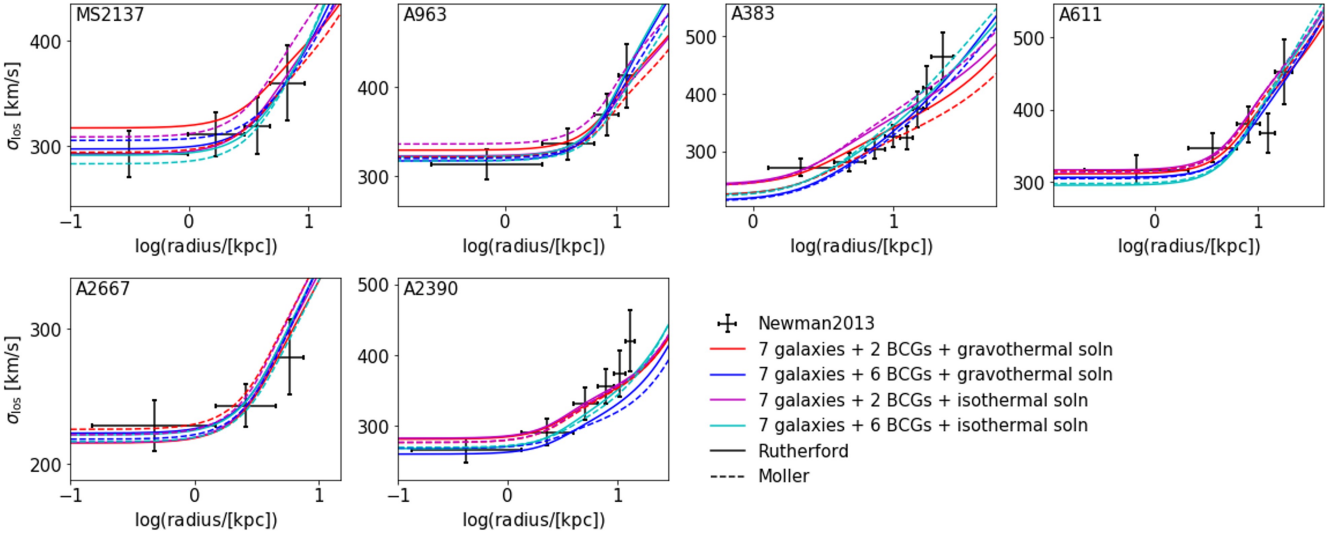 MS2137
A963
A383
A611
400
300
σlos [km/s]
−1
0
1
log(radius/[kpc])
400
300
0
1
log(radius/[kpc])
500
400
300
0
1
log(radius/[kpc])
500
400
300
0
1
log(radius/[kpc])
A2667
A2390
300
200
σlos [km/s]
−1
0
1
log(radius/[kpc])
500
400
300
−1
0
1
log(radius/[kpc])
Newman2013
7 galaxies + 2 BCGs + gravothermal soln
7 galaxies + 6 BCGs + gravothermal soln
7 galaxies + 2 BCGs + isothermal soln
7 galaxies + 6 BCGs + isothermal soln
Rutherford
Moller